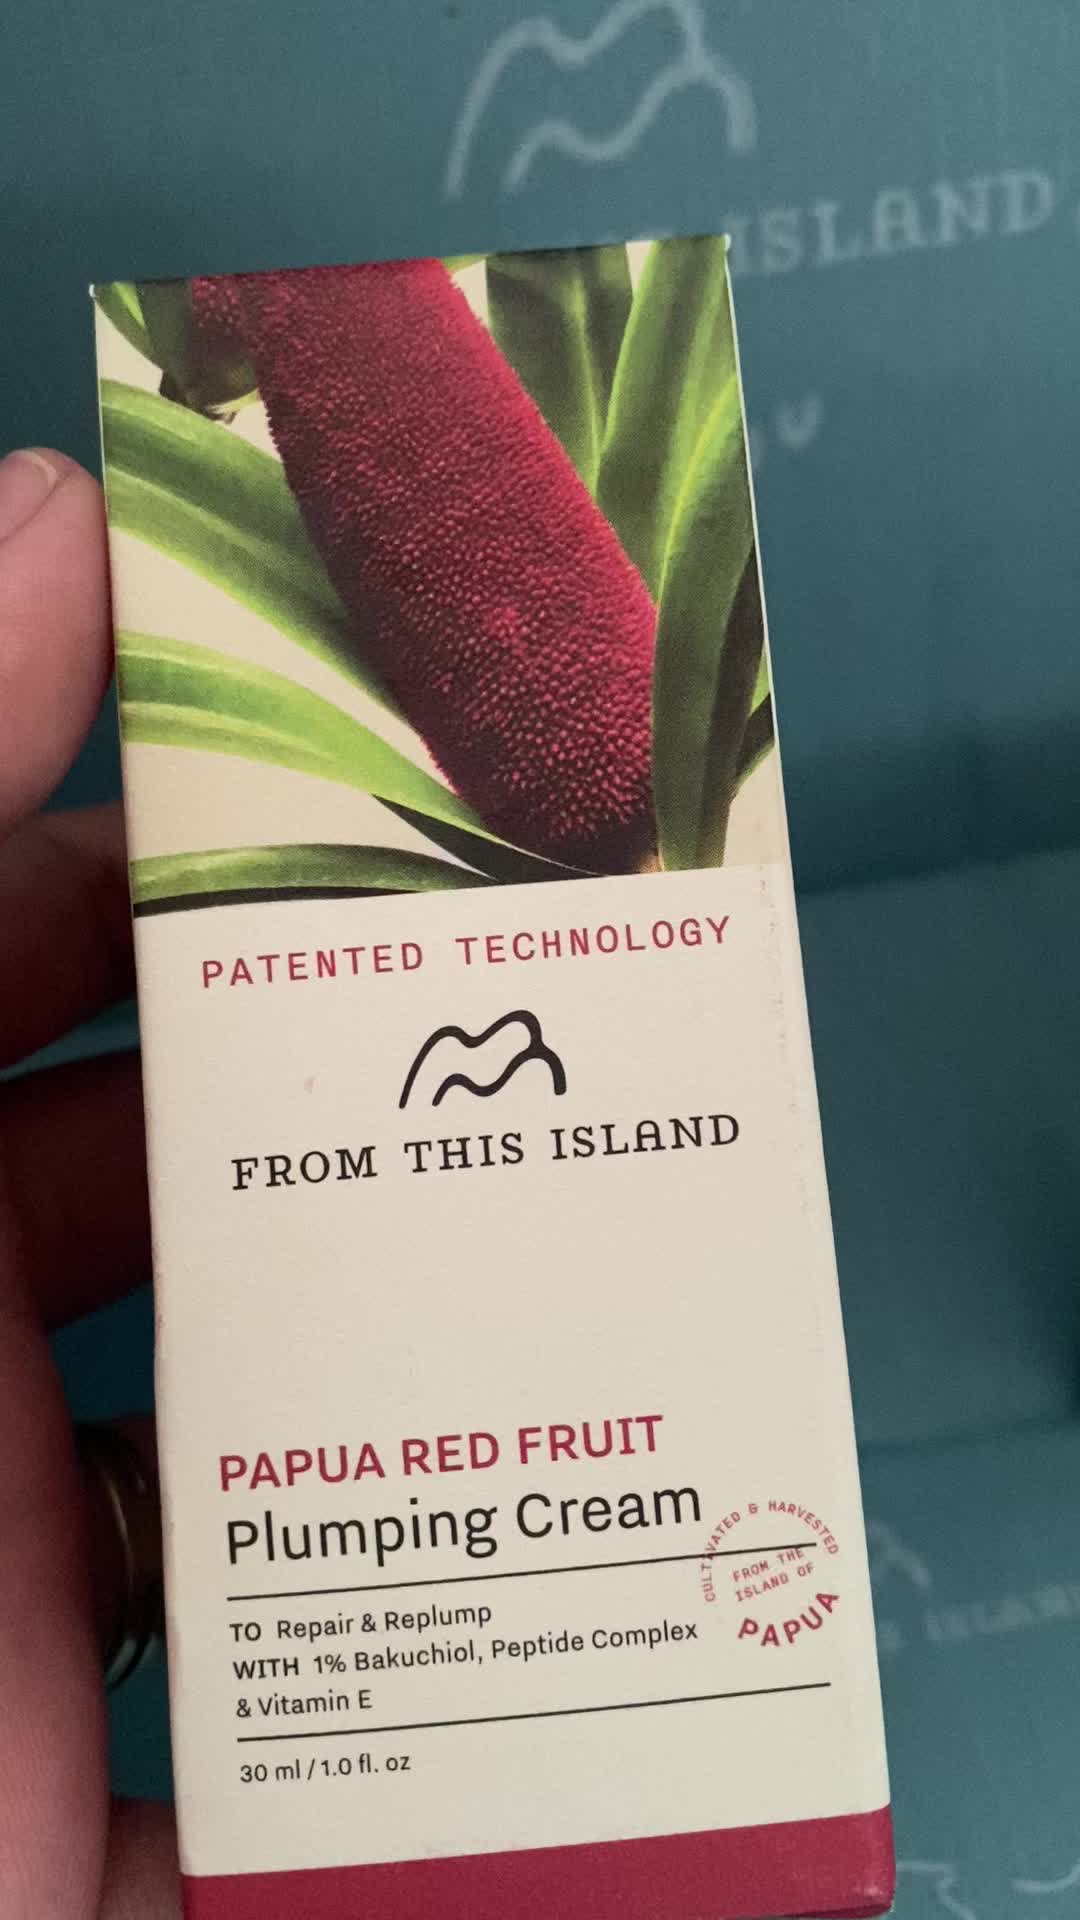 ISLAND
PATENTED TECHNOLOGY
FROM THIS ISLAND
PAPUA RED FRUIT
Plumping Cream
CULTIVATED & HARVESTED
FROM THE
ISLAND OF
PAPUA
TO Repair & Replump
WITH 1% Bakuchiol, Peptide Complex
& Vitamin E
30 ml / 1.0 fl. oz
ISLAND